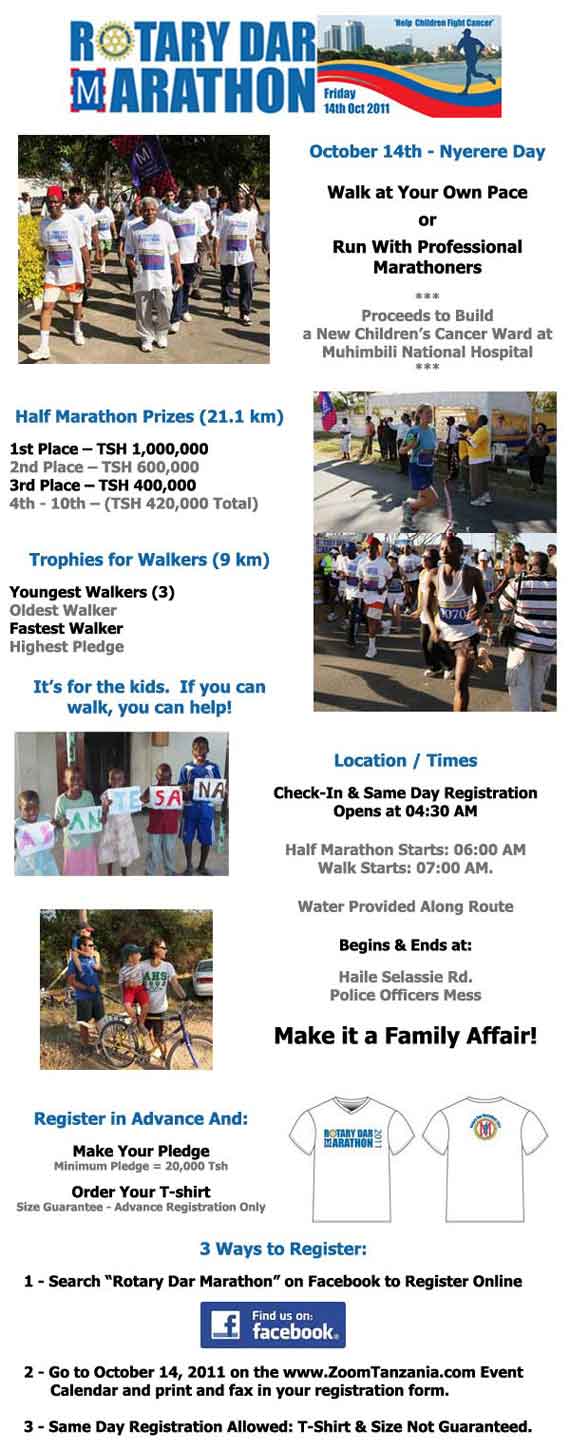 ROTARY DAR
MARATHON
'Help Children Fight Cancer'
Friday
14th Oct 2011
October 14th - Nyerere Day
Walk at Your Own Pace
or
Run With Professional
Marathoners
***
Proceeds to Build
a New Children's Cancer Ward at
Muhimbili National Hospital
***
Half Marathon Prizes (21.1 km)
1st Place – TSH 1,000,000
2nd Place – TSH 600,000
3rd Place – TSH 400,000
4th - 10th – (TSH 420,000 Total)
Trophies for Walkers (9 km)
Youngest Walkers (3)
Oldest Walker
Fastest Walker
Highest Pledge
It's for the kids.  If you can
walk, you can help!
AS AN TE SA NA
Location / Times
Check-In & Same Day Registration
Opens at 04:30 AM
Half Marathon Starts: 06:00 AM
Walk Starts: 07:00 AM.
Water Provided Along Route
Begins & Ends at:
Haile Selassie Rd.
Police Officers Mess
Make it a Family Affair!
AHS
Register in Advance And:
Make Your Pledge
Minimum Pledge = 20,000 Tsh
Order Your T-shirt
Size Guarantee - Advance Registration Only
ROTARY DAR
MARATHON
2011
3 Ways to Register:
1 - Search “Rotary Dar Marathon” on Facebook to Register Online
Find us on:
facebook®
2 - Go to October 14, 2011 on the www.ZoomTanzania.com Event
Calendar and print and fax in your registration form.
3 - Same Day Registration Allowed: T-Shirt & Size Not Guaranteed.